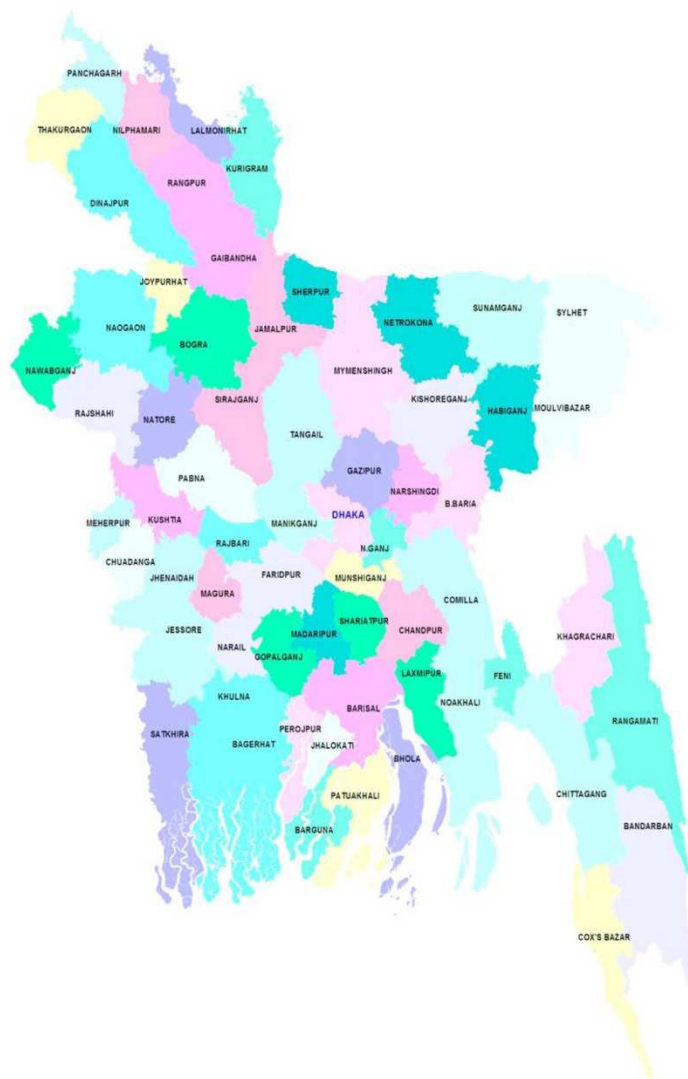 PANCHAGARH
THAKURGAON
NILPHAMARI
LALMONIRHAT
KURIGRAM
RANGPUR
DINAJPUR
GAIBANDHA
JOYPURHAT
SHERPUR
SUNAMGANJ
SYLHET
NETROKONA
NAOGAON
JAMALPUR
BOGRA
NAWABGANJ
MYMENSHINGH
SIRAJGANJ
KISHOREGANJ
HABIGANJ
MOULVIBAZAR
RAJSHAHI
NATORE
TANGAIL
GAZIPUR
PABNA
NARSHINGDI
B.BARIA
DHAKA
MEHERPUR
KUSHTIA
MANIKGANJ
RAJBARI
N.GANJ
CHUADANGA
JHENAIDAH
FARIDPUR
MUNSHIGANJ
MAGURA
COMILLA
SHARIATPUR
CHANDPUR
JESSORE
MADARIPUR
KHAGRACHARI
NARAIL
GOPALGANJ
LAXMIPUR
FENI
KHULNA
NOAKHALI
BARISAL
RANGAMATI
PEROJPUR
SATKHIRA
BAGERHAT
JHALOKATI
BHOLA
CHITTAGANG
PATUAKHALI
BARGUNA
BANDARBAN
COX'S BAZAR